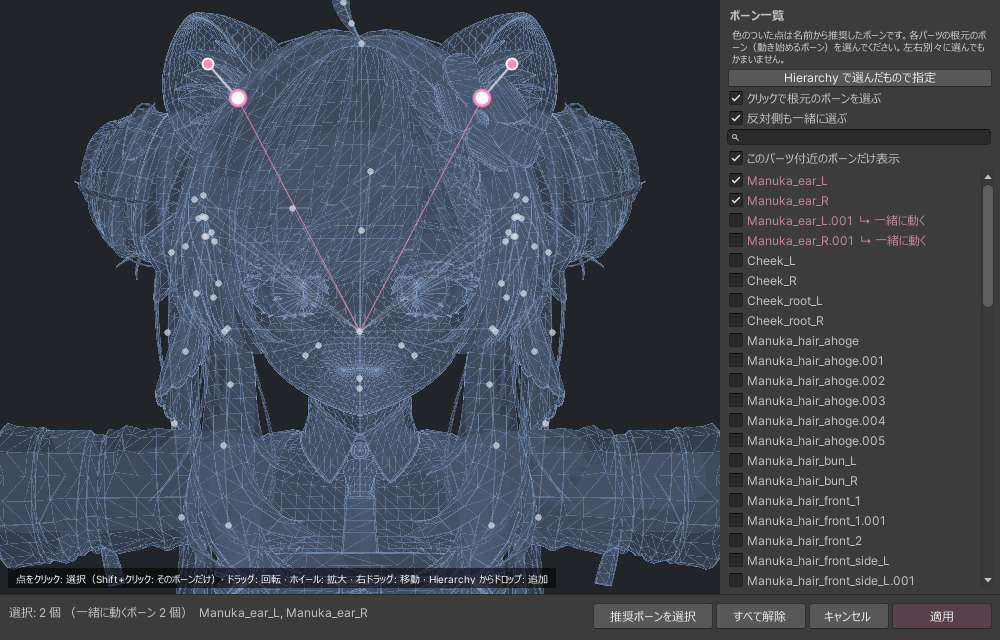 ボーン一覧
色のついた点は名前から推奨したボーンです。各パーツの根元のボ
ーン（動き始めるボーン）を選んでください。左右別々に選んでも
かまいません。
Hierarchy で選んだもので指定
クリックで根元のボーンを選ぶ
反対側も一緒に選ぶ
このパーツ付近のボーンだけ表示
Manuka_ear_L
Manuka_ear_R
Manuka_ear_L.001 ↳ 一緒に動く
Manuka_ear_R.001 ↳ 一緒に動く
Cheek_L
Cheek_R
Cheek_root_L
Cheek_root_R
Manuka_hair_ahoge
Manuka_hair_ahoge.001
Manuka_hair_ahoge.002
Manuka_hair_ahoge.003
Manuka_hair_ahoge.004
Manuka_hair_ahoge.005
Manuka_hair_bun_L
Manuka_hair_bun_R
Manuka_hair_front_1
Manuka_hair_front_1.001
Manuka_hair_front_2
Manuka_hair_front_side_L
Manuka_hair_front_side_L.001
点をクリック: 選択（Shift+クリック: そのボーンだけ）· ドラッグ: 回転 · ホイール: 拡大 · 右ドラッグ: 移動 · Hierarchy からドロップ: 追加
選択: 2 個 （一緒に動くボーン 2 個） Manuka_ear_L, Manuka_ear_R
推奨ボーンを選択
すべて解除
キャンセル
適用